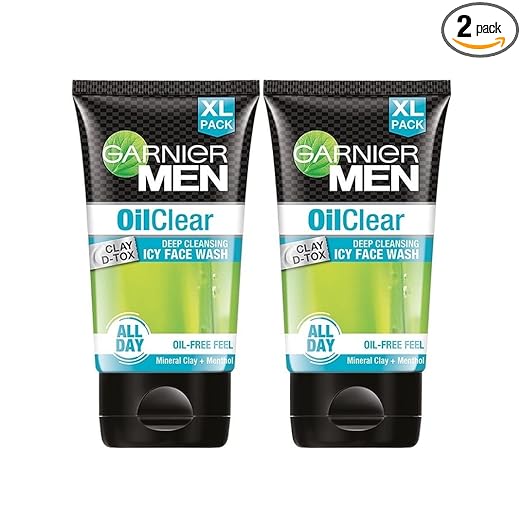 2 pack
XL
PACK
GARNIER
MEN
OilClear
CLAY
D-TOX
DEEP CLEANSING
ICY FACE WASH
ALL
DAY
OIL-FREE FEEL
Mineral Clay + Menthol
XL
PACK
GARNIER
MEN
OilClear
CLAY
D-TOX
DEEP CLEANSING
ICY FACE WASH
ALL
DAY
OIL-FREE FEEL
Mineral Clay + Menthol